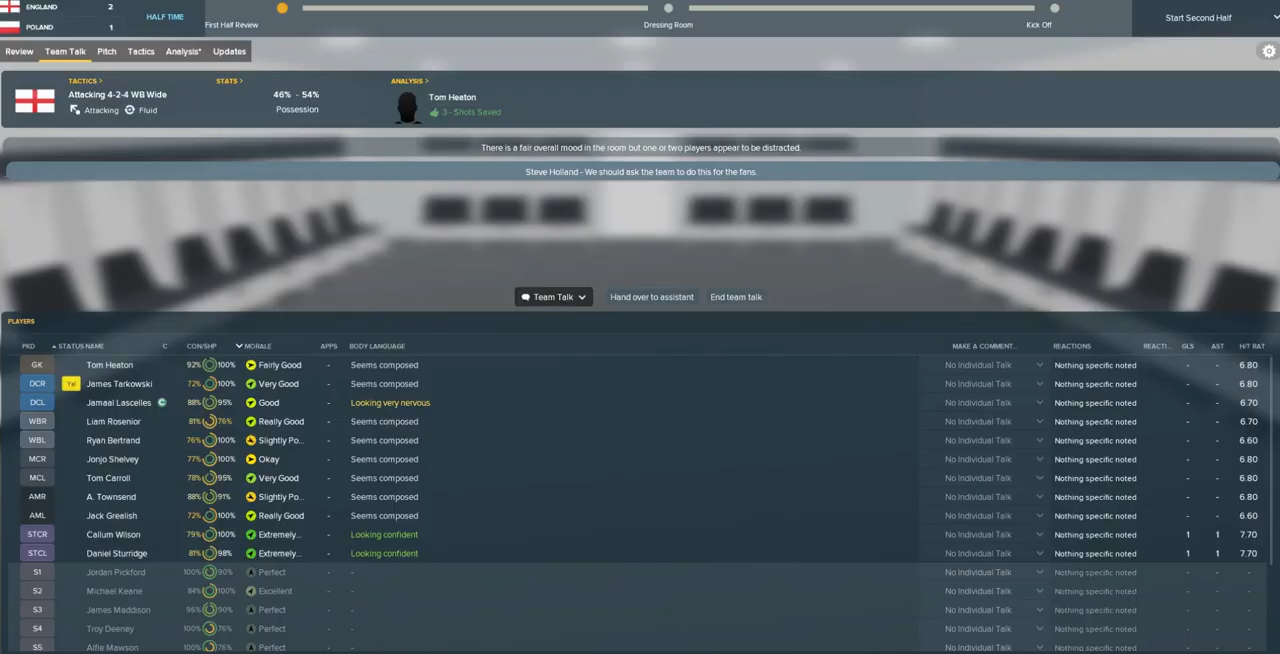 ENGLAND 2
POLAND 1
HALF TIME
First Half Review
Dressing Room
Kick Off
Start Second Half
Review Team Talk Pitch Tactics Analysis* Updates
TACTICS > STATS > ANALYSIS >
Attacking 4-2-4 WB Wide 46% - 54% Tom Heaton
Attacking Fluid Possession 3 - Shots Saved
There is a fair overall mood in the room but one or two players appear to be distracted.
Steve Holland - We should ask the team to do this for the fans.
Team Talk Hand over to assistant End team talk
PLAYERS
PKD STATUS NAME C CON/SHP MORALE APPS BODY LANGUAGE MAKE A COMMENT... REACTIONS REACTI... GLS AST H/T RAT
GK Tom Heaton 92% 100% Fairly Good - Seems composed No Individual Talk Nothing specific noted - - 6.80
DCR Yel James Tarkowski 72% 100% Very Good - Seems composed No Individual Talk Nothing specific noted - - 6.80
DCL Jamaal Lascelles C 88% 95% Good - Looking very nervous No Individual Talk Nothing specific noted - - 6.70
WBR Liam Rosenior 81% 76% Really Good - Seems composed No Individual Talk Nothing specific noted - - 6.70
WBL Ryan Bertrand 76% 100% Slightly Po... - Seems composed No Individual Talk Nothing specific noted - - 6.60
MCR Jonjo Shelvey 77% 100% Okay - Seems composed No Individual Talk Nothing specific noted - - 6.80
MCL Tom Carroll 78% 95% Very Good - Seems composed No Individual Talk Nothing specific noted - - 6.80
AMR A. Townsend 88% 91% Slightly Po... - Seems composed No Individual Talk Nothing specific noted - - 6.80
AML Jack Grealish 72% 100% Really Good - Seems composed No Individual Talk Nothing specific noted - - 6.60
STCR Callum Wilson 79% 100% Extremely... - Looking confident No Individual Talk Nothing specific noted 1 1 7.70
STCL Daniel Sturridge 81% 98% Extremely... - Looking confident No Individual Talk Nothing specific noted 1 1 7.70
S1 Jordan Pickford 100% 90% Perfect - - No Individual Talk Nothing specific noted - - -
S2 Michael Keane 84% 100% Excellent - - No Individual Talk Nothing specific noted - - -
S3 James Maddison 96% 90% Perfect - - No Individual Talk Nothing specific noted - - -
S4 Troy Deeney 100% 76% Perfect - - No Individual Talk Nothing specific noted - - -
S5 Alfie Mawson 100% 76% Perfect - - No Individual Talk Nothing specific noted - - -